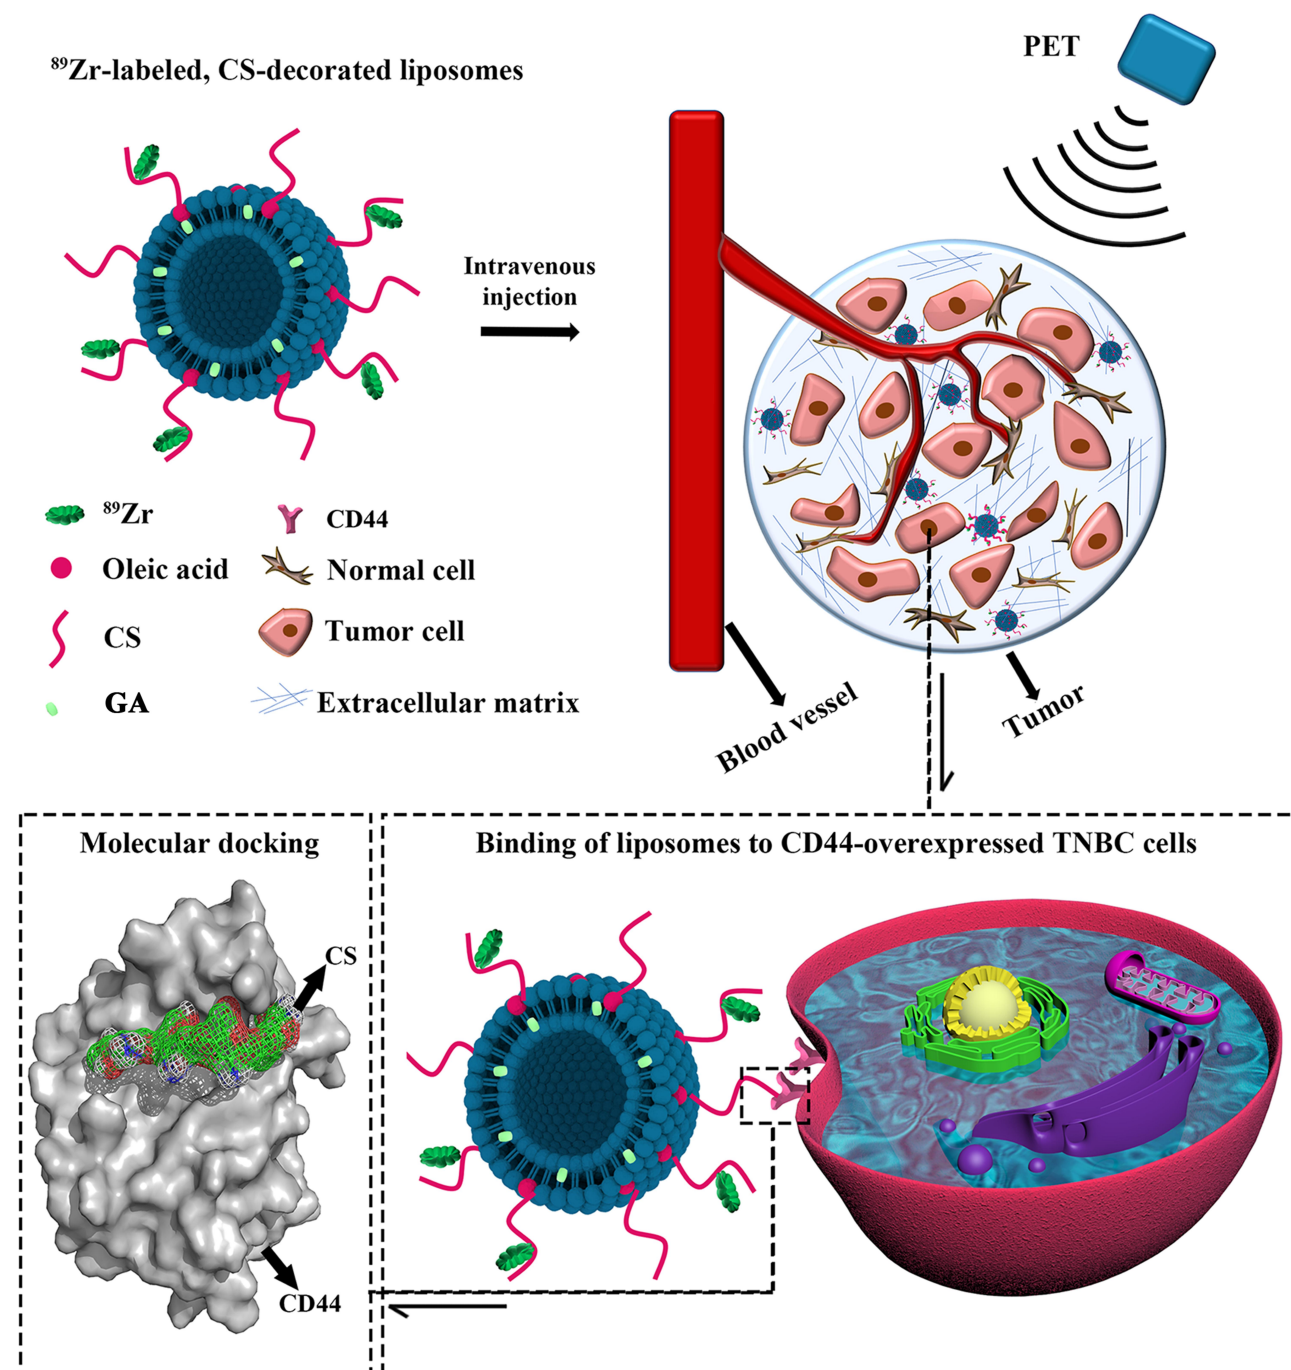 ⁸⁹Zr-labeled, CS-decorated liposomes
PET
Intravenous
injection
⁸⁹Zr
CD44
Oleic acid
Normal cell
CS
Tumor cell
GA
Extracellular matrix
Blood vessel
Tumor
Molecular docking
CS
CD44
Binding of liposomes to CD44-overexpressed TNBC cells